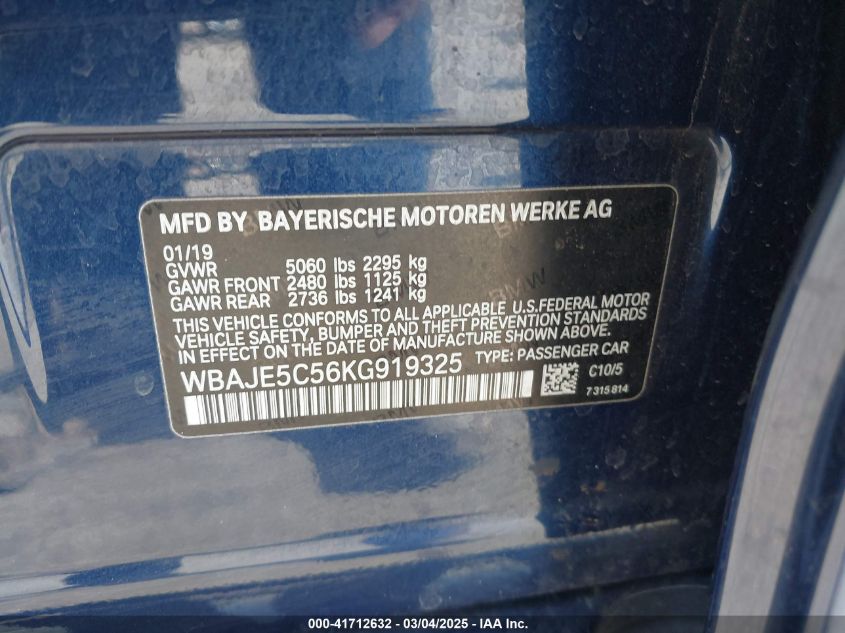 MFD BY BAYERISCHE MOTOREN WERKE AG
01/19
GVWR 5060 lbs 2295 kg
GAWR FRONT 2480 lbs 1125 kg
GAWR REAR 2736 lbs 1241 kg
THIS VEHICLE CONFORMS TO ALL APPLICABLE U.S.FEDERAL MOTOR
VEHICLE SAFETY, BUMPER AND THEFT PREVENTION STANDARDS
IN EFFECT ON THE DATE OF MANUFACTURE SHOWN ABOVE.
WBAJE5C56KG919325 TYPE: PASSENGER CAR
C10/5
7315814
000-41712632 - 03/04/2025 - IAA Inc.